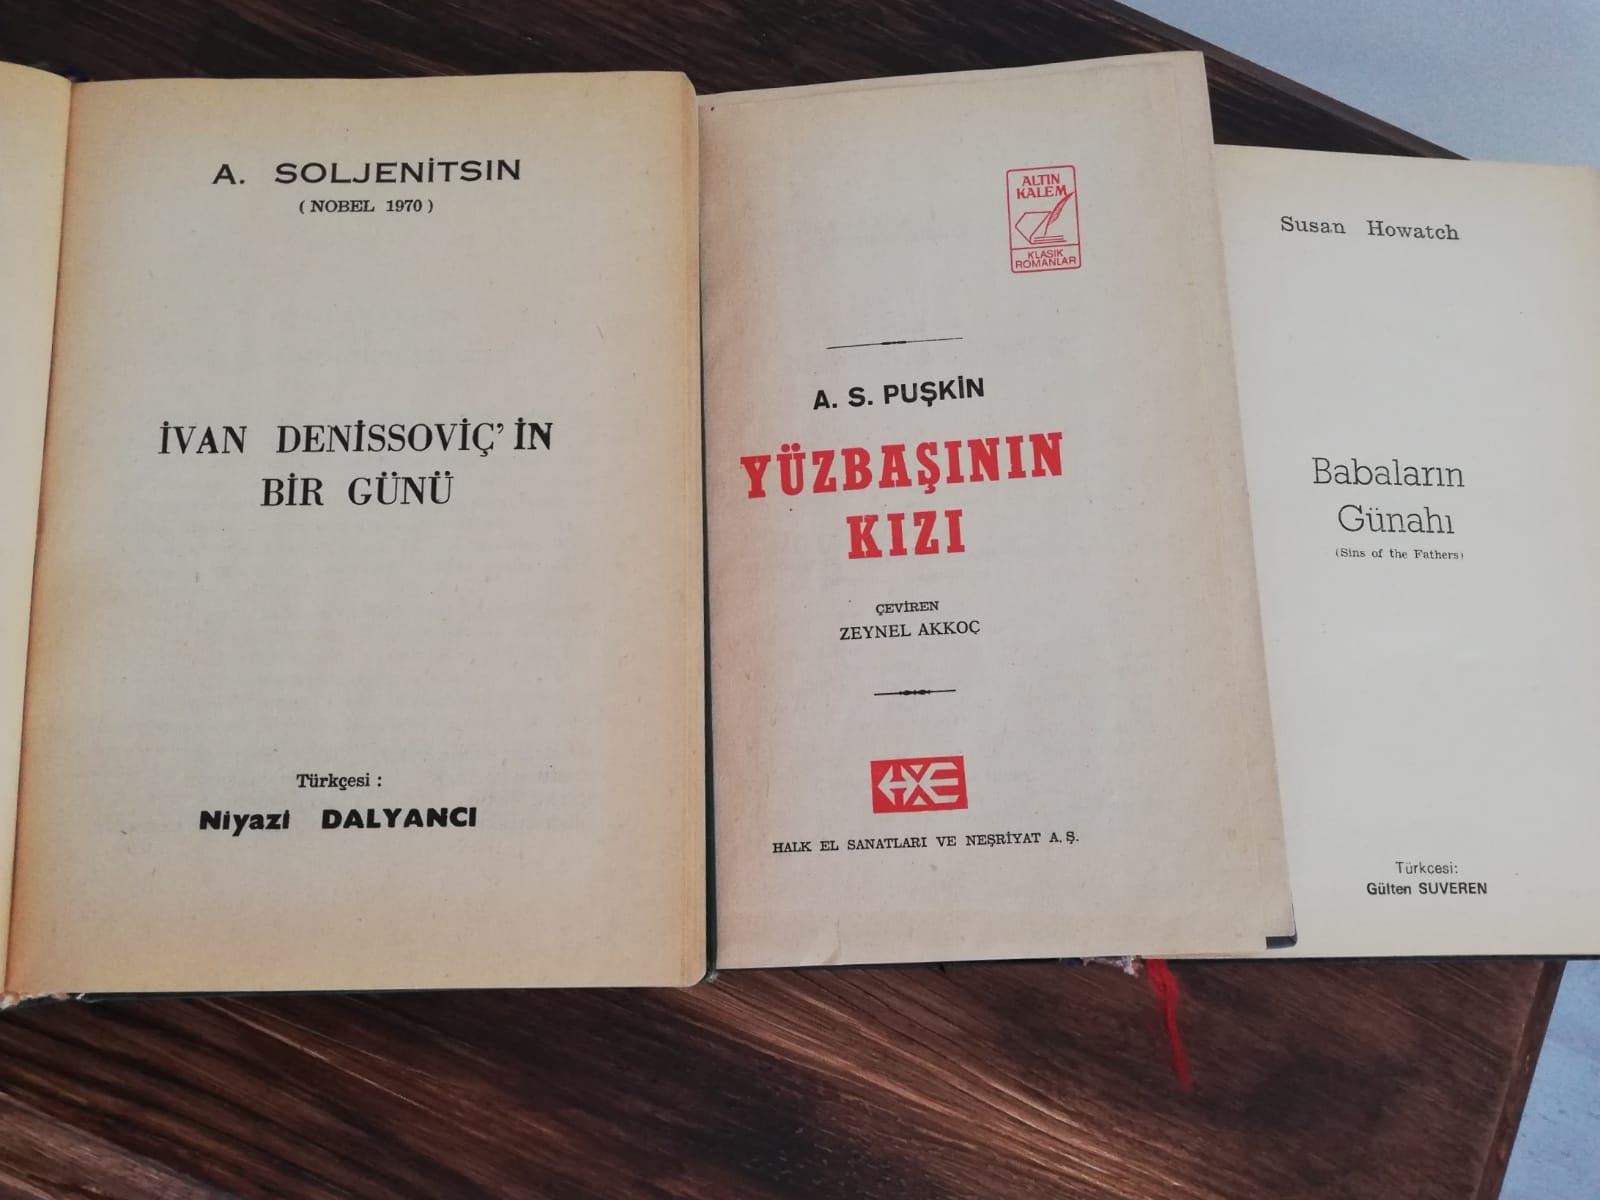 A. SOLJENİTSIN
( NOBEL 1970 )
İVAN DENİSSOVİÇ' İN
BİR GÜNÜ
Türkçesi :
Niyazi DALYANCI
ALTIN
KALEM
KLASİK
ROMANLAR
A. S. PUŞKİN
YÜZBAŞININ
KIZI
ÇEVİREN
ZEYNEL AKKOÇ
HALK EL SANATLARI VE NEŞRİYAT A. Ş.
Susan Howatch
Babaların
Günahı
(Sins of the Fathers)
Türkçesi:
Gülten SUVEREN